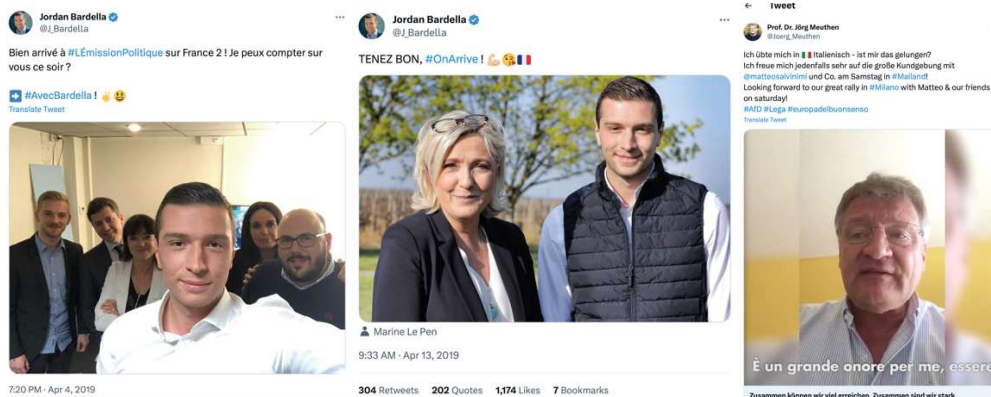 Jordan Bardella
@J_Bardella
Bien arrivé à #LÉmissionPolitique sur France 2 ! Je peux compter sur
vous ce soir ?
#AvecBardella !
Translate Tweet
7:20 PM · Apr 4, 2019
Jordan Bardella
@J_Bardella
TENEZ BON, #OnArrive !
Marine Le Pen
9:33 AM · Apr 13, 2019
304 Retweets 202 Quotes 1,174 Likes 7 Bookmarks
Tweet
Prof. Dr. Jörg Meuthen
@Joerg_Meuthen
Ich übte mich in Italienisch - ist mir das gelungen?
Ich freue mich jedenfalls sehr auf die große Kundgebung mit
@matteosalvinimi und Co. am Samstag in #Mailand!
Looking forward to our great rally in #Milano with Matteo & our friends
on saturday!
#AfD #Lega #europadelbuonsenso
Translate Tweet
È un grande onore per me, essere
Zusammen können wir viel erreichen. Zusammen sind wir stark.